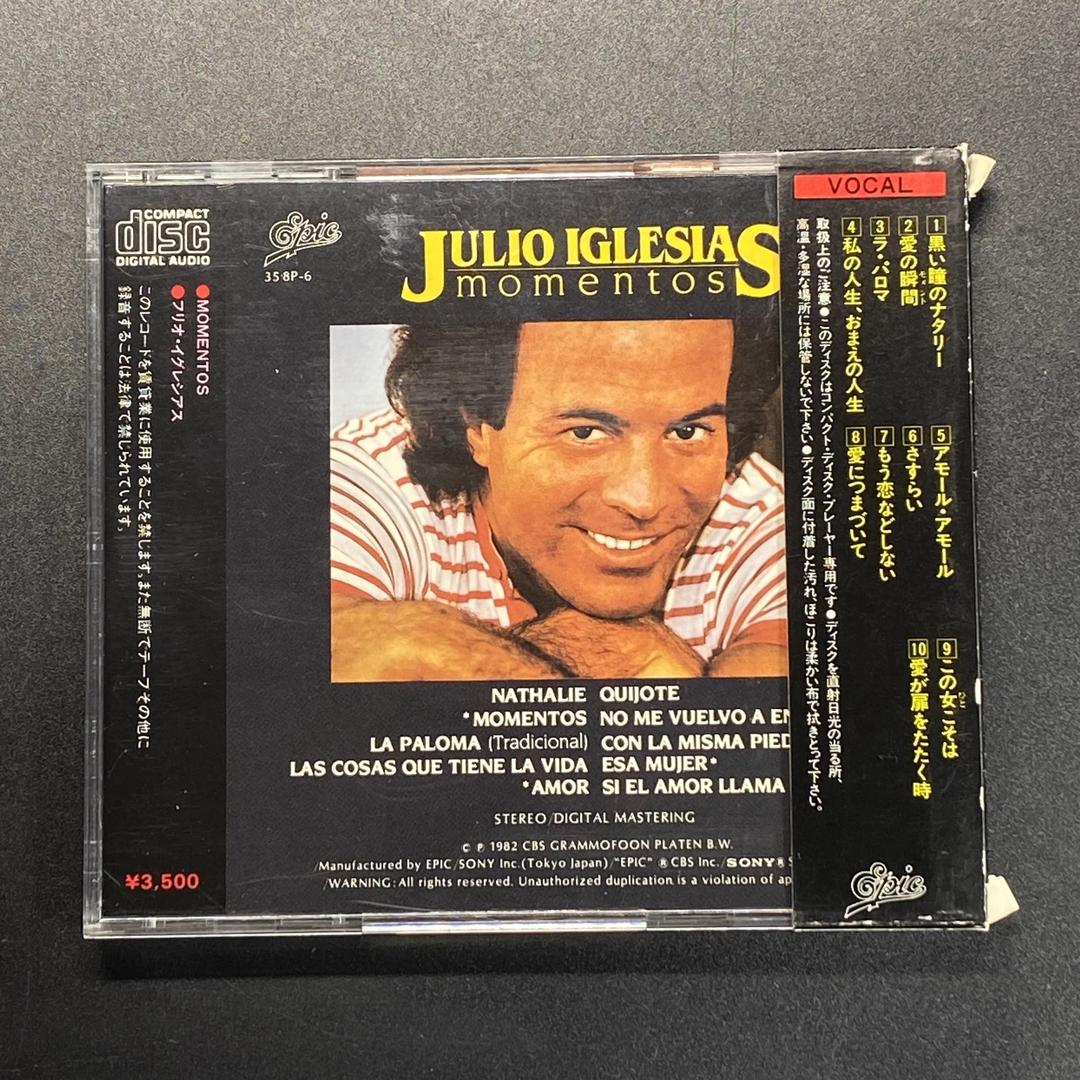 COMPACT
disc
DIGITAL AUDIO
Epic
35·8P-6
JULIO IGLESIAS
momentos
●MOMENTOS
●フリオ・イグレシアス
このレコードを賃貸業に使用することを禁じます。また無断でテープその他に
録音することは法律で禁じられています。
¥3,500
NATHALIE QUIJOTE
*MOMENTOS NO ME VUELVO A EN
LA PALOMA (Tradicional) CON LA MISMA PIED
LAS COSAS QUE TIENE LA VIDA ESA MUJER*
*AMOR SI EL AMOR LLAMA
STEREO/DIGITAL MASTERING
© ℗ 1982 CBS GRAMMOFOON PLATEN B.W.
/Manufactured by EPIC/SONY Inc.(Tokyo Japan)/"EPIC" ® CBS Inc./SONY® S
/WARNING: All rights reserved. Unauthorized duplication is a violation of ap
VOCAL
1 黒い瞳のナタリー
2 愛の瞬間
3 ラ・パロマ
4 私の人生、おまえの人生
5 アモール・アモール
6 さすらい
7 もう恋などしない
8 愛につまづいて
9 この女こそは
10 愛が扉をたたく時
取扱上のご注意●このディスクはコンパクト・ディスク・プレーヤー専用です●ディスクを直射日光の当る所、
高温・多湿な場所には保管しないで下さい●ディスク面に付着した汚れ、ほこりは柔かい布で拭きとって下さい。
Epic